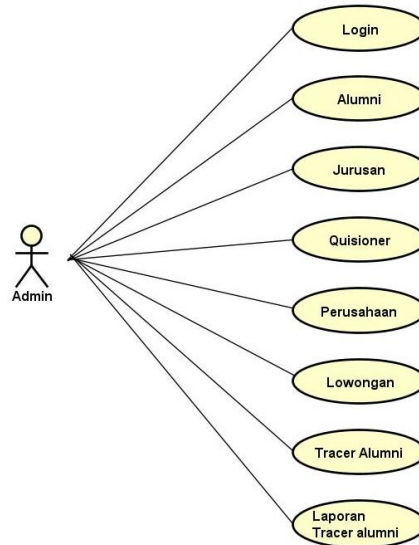 Login
Alumni
Jurusan
Quisioner
Admin
Perusahaan
Lowongan
Tracer Alumni
Laporan
Tracer alumni